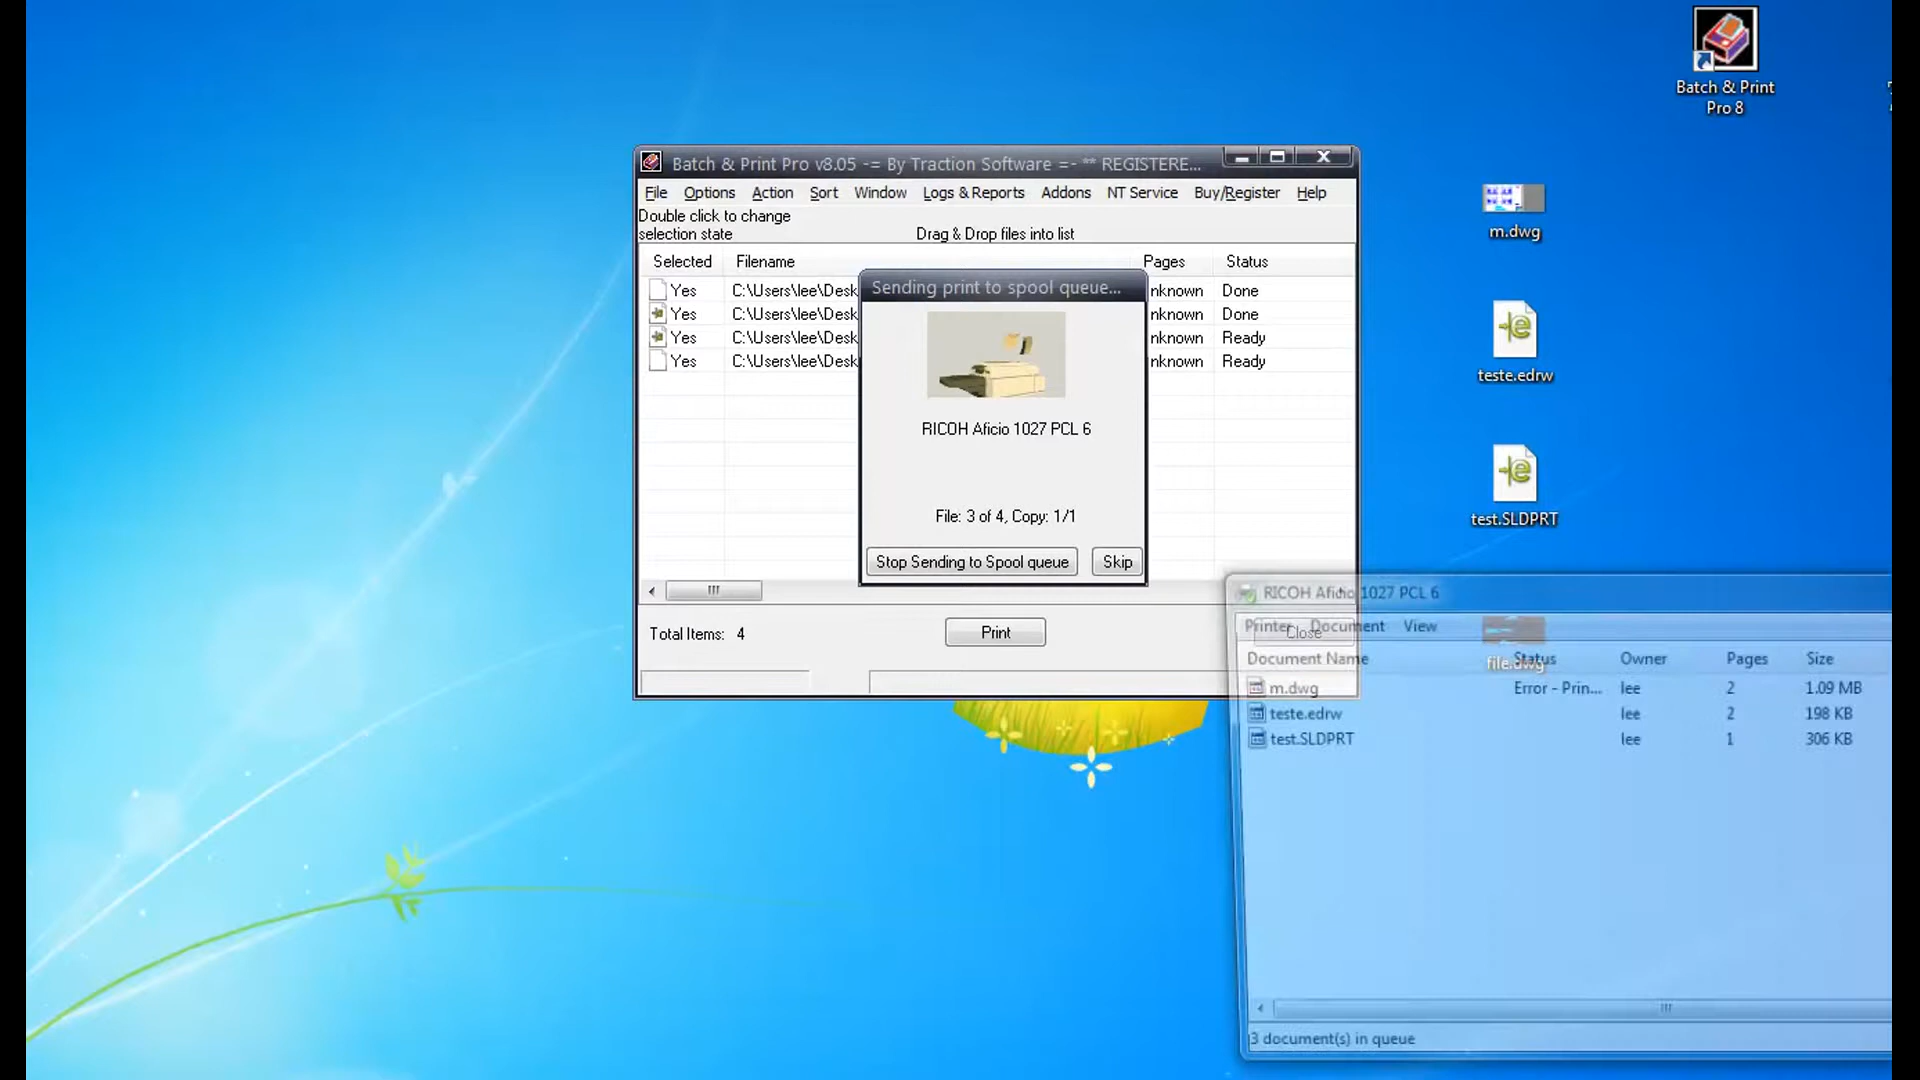 Batch & Print
Pro 8
m.dwg
teste.edrw
test.SLDPRT
file.dwg
Batch & Print Pro v8.05 -= By Traction Software =- ** REGISTERE...
File Options Action Sort Window Logs & Reports Addons NT Service Buy/Register Help
Double click to change
selection state
Drag & Drop files into list
Selected Filename Pages Status
Yes C:\Users\lee\Desk nknown Done
Yes C:\Users\lee\Desk nknown Done
Yes C:\Users\lee\Desk nknown Ready
Yes C:\Users\lee\Desk nknown Ready
Total Items: 4
Print
Close
Sending print to spool queue...
RICOH Aficio 1027 PCL 6
File: 3 of 4, Copy: 1/1
Stop Sending to Spool queue Skip
RICOH Aficio 1027 PCL 6
Printer Document View
Document Name Status Owner Pages Size
m.dwg Error - Prin... lee 2 1.09 MB
teste.edrw lee 2 198 KB
test.SLDPRT lee 1 306 KB
3 document(s) in queue